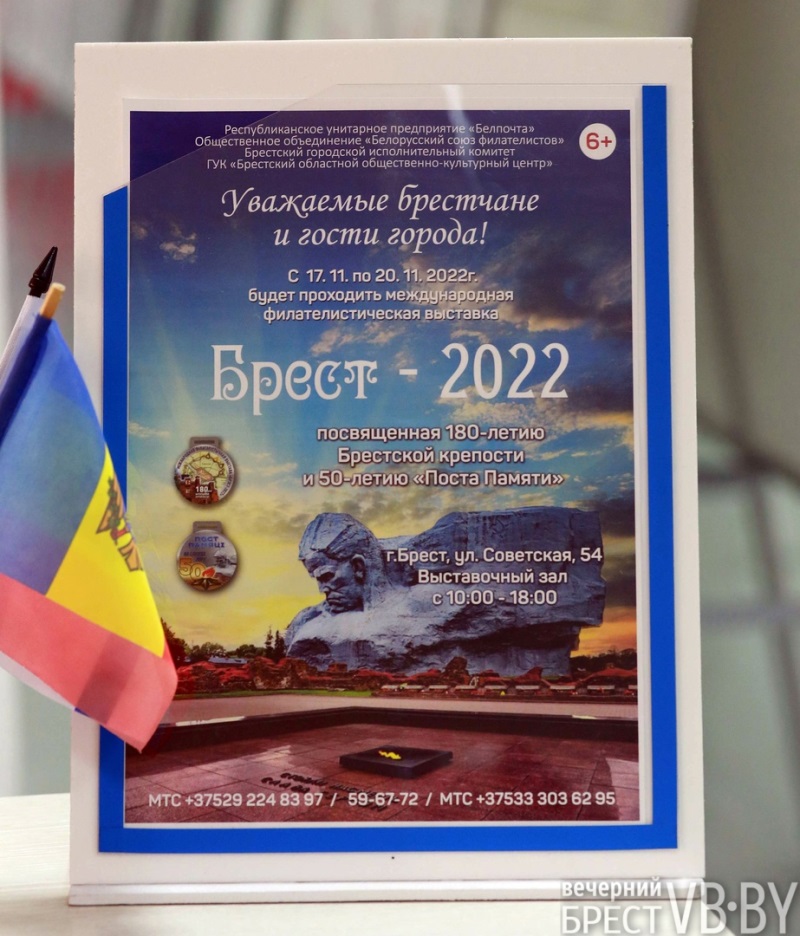 Республиканское унитарное предприятие «Белпочта»
Общественное объединение «Белорусский союз филателистов»
Брестский городской исполнительный комитет
ГУК «Брестский областной общественно-культурный центр»
6+
Уважаемые брестчане
и гости города!
С 17. 11. по 20. 11. 2022г.
будет проходить международная
филателистическая выставка
Брест - 2022
посвященная 180-летию
Брестской крепости
и 50-летию «Поста Памяти»
180
ПОСТ
50
г.Брест, ул. Советская, 54
Выставочный зал
с 10:00 - 18:00
МТС +37529 224 83 97 / 59-67-72 / МТС +37533 303 62 95
вечерний
БРЕСТ VB.BY